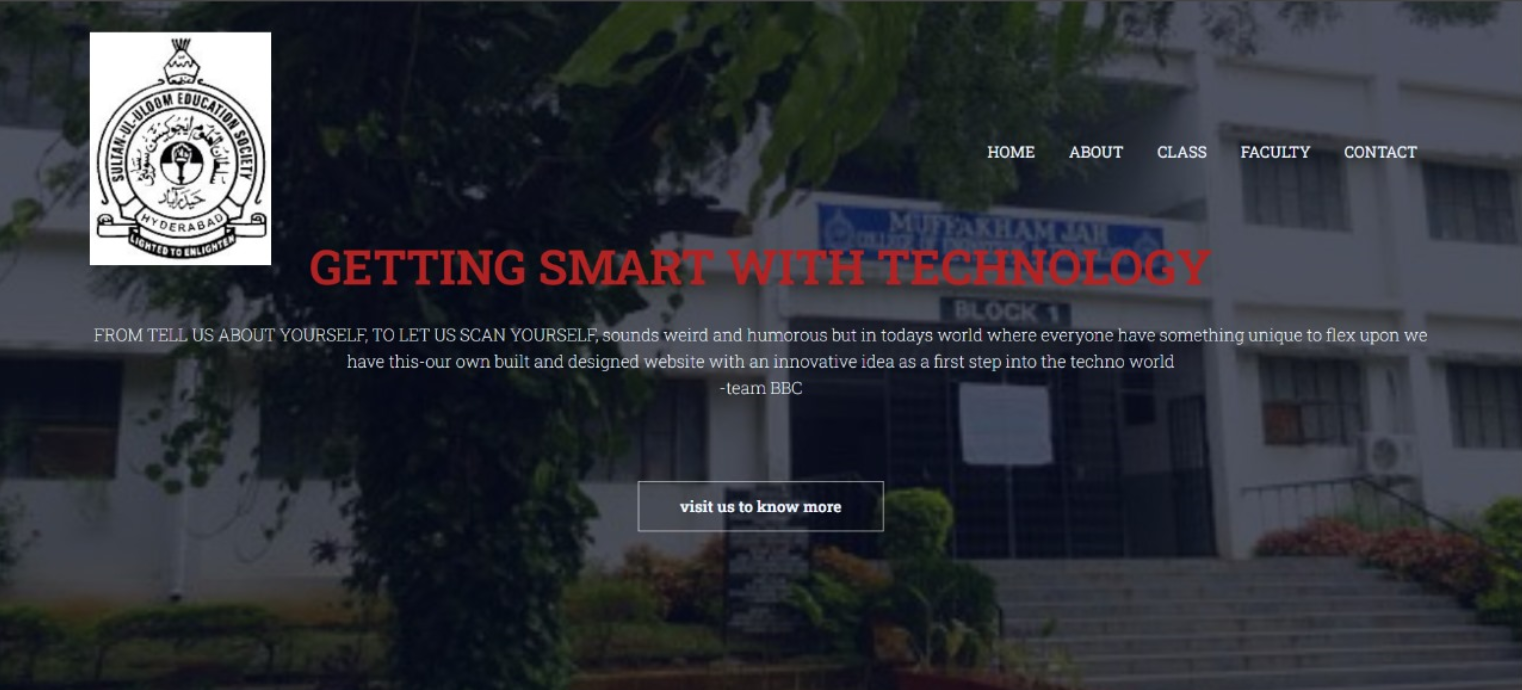 SULTAN-UL-ULOOM EDUCATION SOCIETY
HYDERABAD
LIGHTED TO ENLIGHTEN
HOME ABOUT CLASS FACULTY CONTACT
MUFFAKHAM JAH
COLLEGE OF
GETTING SMART WITH TECHNOLOGY
BLOCK 1
FROM TELL US ABOUT YOURSELF, TO LET US SCAN YOURSELF, sounds weird and humorous but in todays world where everyone have something unique to flex upon we
have this-our own built and designed website with an innovative idea as a first step into the techno world
-team BBC
visit us to know more